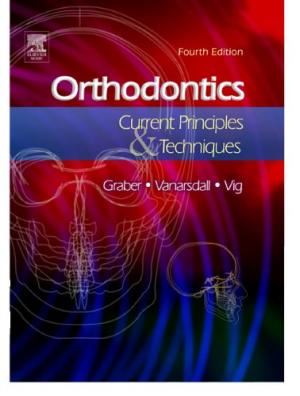 Fourth Edition
Orthodontics
Current Principles
& Techniques
Graber • Vanarsdall • Vig